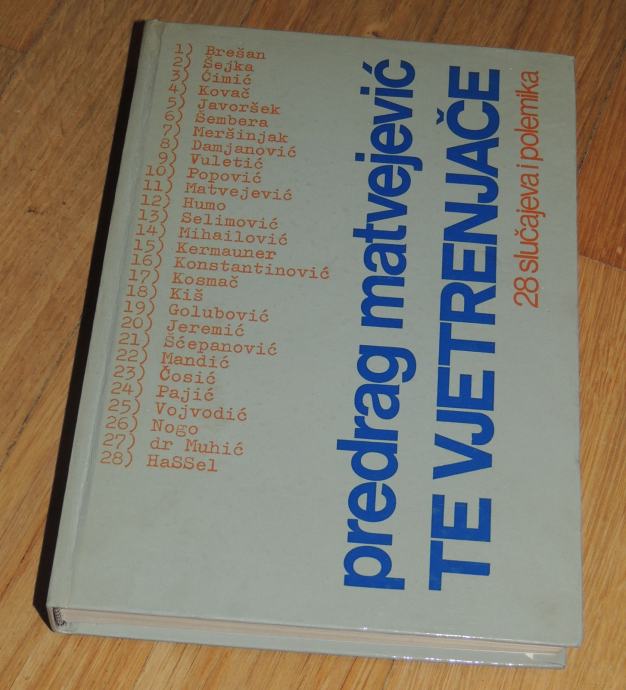 1) Brešan
2) Šejka
3) Čimić
4) Kovač
5) Javoršek
6) Šembera
7) Meršinjak
8) Damjanović
9) Vuletić
10) Popović
11) Matvejević
12) Humo
13) Selimović
14) Mihailović
15) Kermauner
16) Konstantinović
17) Kosmač
18) Kiš
19) Golubović
20) Jeremić
21) Šćepanović
22) Mandić
23) Čosić
24) Pajić
25) Vojvodić
26) Nogo
27) dr Muhić
28) HaSSel
predrag matvejević
TE VJETRENJAČE
28 slučajeva i polemika